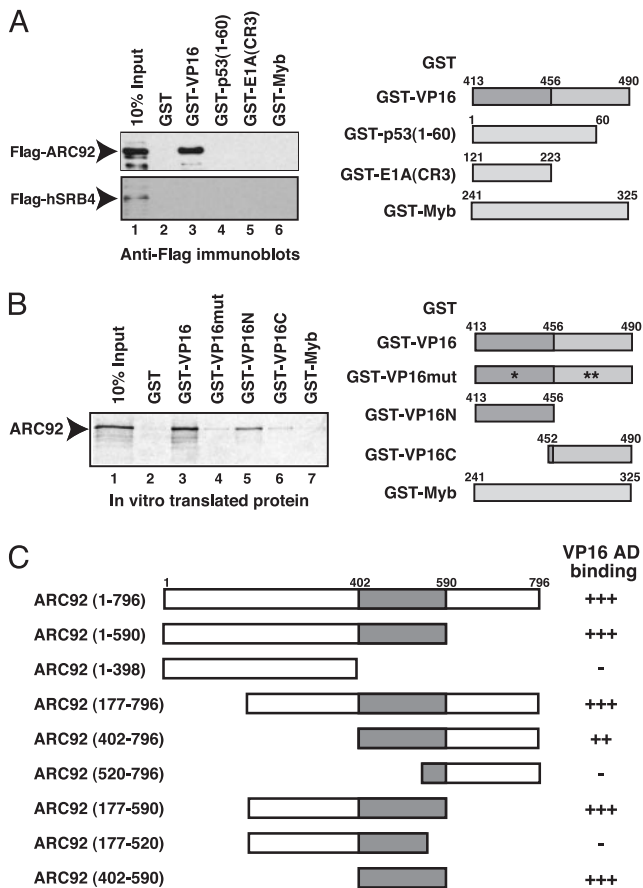 A
10% Input
GST
GST-VP16
GST-p53(1-60)
GST-E1A(CR3)
GST-Myb
Flag-ARC92
Flag-hSRB4
1 2 3 4 5 6
Anti-Flag immunoblots
GST
413 456 490
GST-VP16
1 60
GST-p53(1-60)
121 223
GST-E1A(CR3)
241 325
GST-Myb
B
10% Input
GST
GST-VP16
GST-VP16mut
GST-VP16N
GST-VP16C
GST-Myb
ARC92
1 2 3 4 5 6 7
In vitro translated protein
GST
413 456 490
GST-VP16
GST-VP16mut * **
413 456
GST-VP16N
452 490
GST-VP16C
241 325
GST-Myb
C
VP16 AD
binding
1 402 590 796
ARC92 (1-796) +++
ARC92 (1-590) +++
ARC92 (1-398) -
ARC92 (177-796) +++
ARC92 (402-796) ++
ARC92 (520-796) -
ARC92 (177-590) +++
ARC92 (177-520) -
ARC92 (402-590) +++